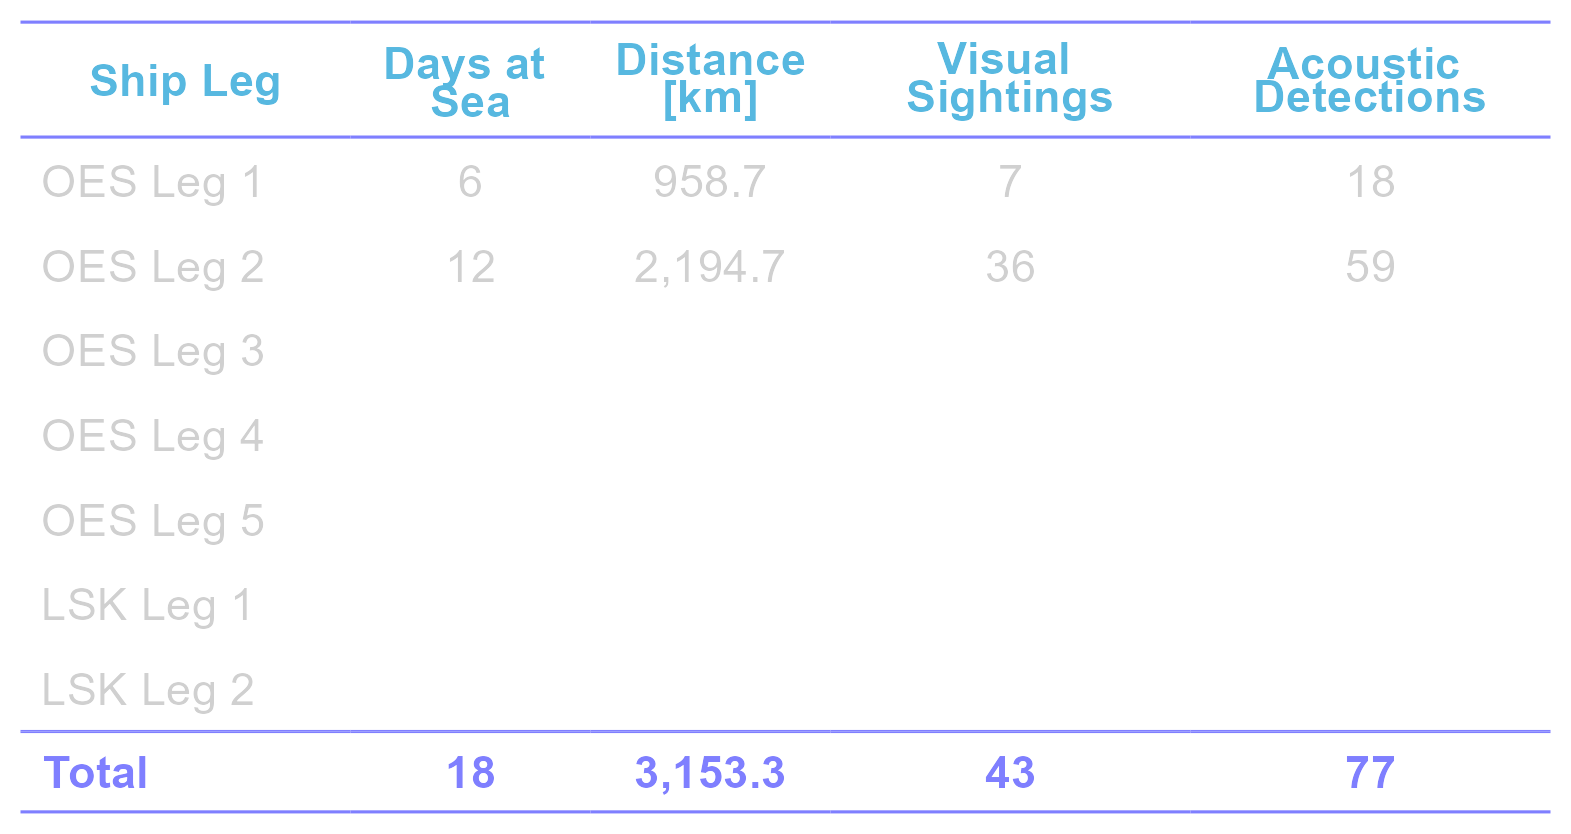 Ship Leg Days at Sea Distance [km] Visual Sightings Acoustic Detections
OES Leg 1 6 958.7 7 18
OES Leg 2 12 2,194.7 36 59
OES Leg 3
OES Leg 4
OES Leg 5
LSK Leg 1
LSK Leg 2
Total 18 3,153.3 43 77